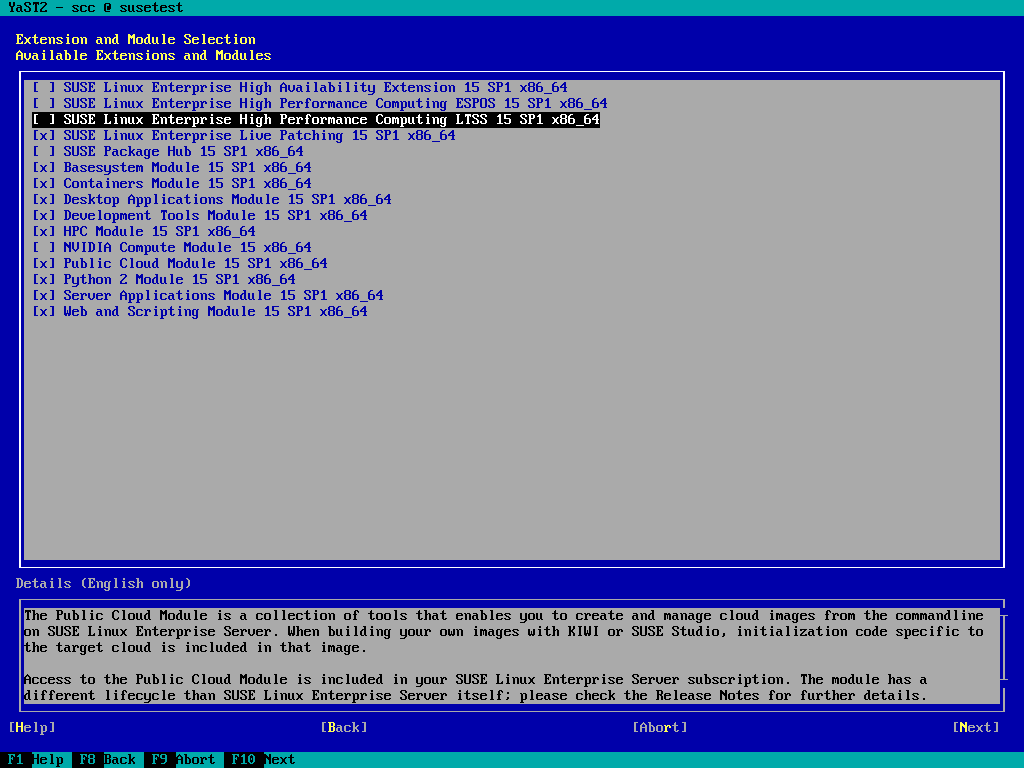 YaST2 - scc @ susetest
Extension and Module Selection
Available Extensions and Modules
[ ] SUSE Linux Enterprise High Availability Extension 15 SP1 x86_64
[ ] SUSE Linux Enterprise High Performance Computing ESPOS 15 SP1 x86_64
[ ] SUSE Linux Enterprise High Performance Computing LTSS 15 SP1 x86_64
[x] SUSE Linux Enterprise Live Patching 15 SP1 x86_64
[ ] SUSE Package Hub 15 SP1 x86_64
[x] Basesystem Module 15 SP1 x86_64
[x] Containers Module 15 SP1 x86_64
[x] Desktop Applications Module 15 SP1 x86_64
[x] Development Tools Module 15 SP1 x86_64
[x] HPC Module 15 SP1 x86_64
[ ] NVIDIA Compute Module 15 x86_64
[x] Public Cloud Module 15 SP1 x86_64
[x] Python 2 Module 15 SP1 x86_64
[x] Server Applications Module 15 SP1 x86_64
[x] Web and Scripting Module 15 SP1 x86_64
Details (English only)
The Public Cloud Module is a collection of tools that enables you to create and manage cloud images from the commandline
on SUSE Linux Enterprise Server. When building your own images with KIWI or SUSE Studio, initialization code specific to
the target cloud is included in that image.
Access to the Public Cloud Module is included in your SUSE Linux Enterprise Server subscription. The module has a
different lifecycle than SUSE Linux Enterprise Server itself; please check the Release Notes for further details.
[Help] [Back] [Abort] [Next]
F1 Help F8 Back F9 Abort F10 Next